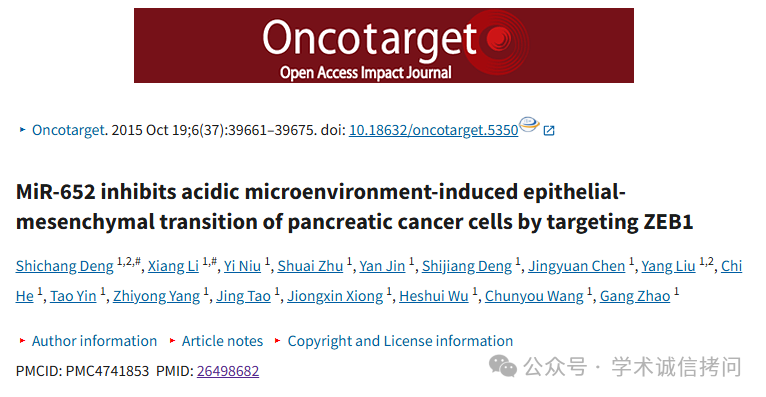 Oncotarget
Open Access Impact Journal
Oncotarget. 2015 Oct 19;6(37):39661–39675. doi: 10.18632/oncotarget.5350
MiR-652 inhibits acidic microenvironment-induced epithelial-
mesenchymal transition of pancreatic cancer cells by targeting ZEB1
Shichang Deng 1,2,#, Xiang Li 1,#, Yi Niu 1, Shuai Zhu 1, Yan Jin 1, Shijiang Deng 1, Jingyuan Chen 1, Yang Liu 1,2, Chi
He 1, Tao Yin 1, Zhiyong Yang 1, Jing Tao 1, Jiongxin Xiong 1, Heshui Wu 1, Chunyou Wang 1, Gang Zhao 1
Author information Article notes Copyright and License information
PMCID: PMC4741853 PMID: 26498682
公众号 · 学术诚信拷问